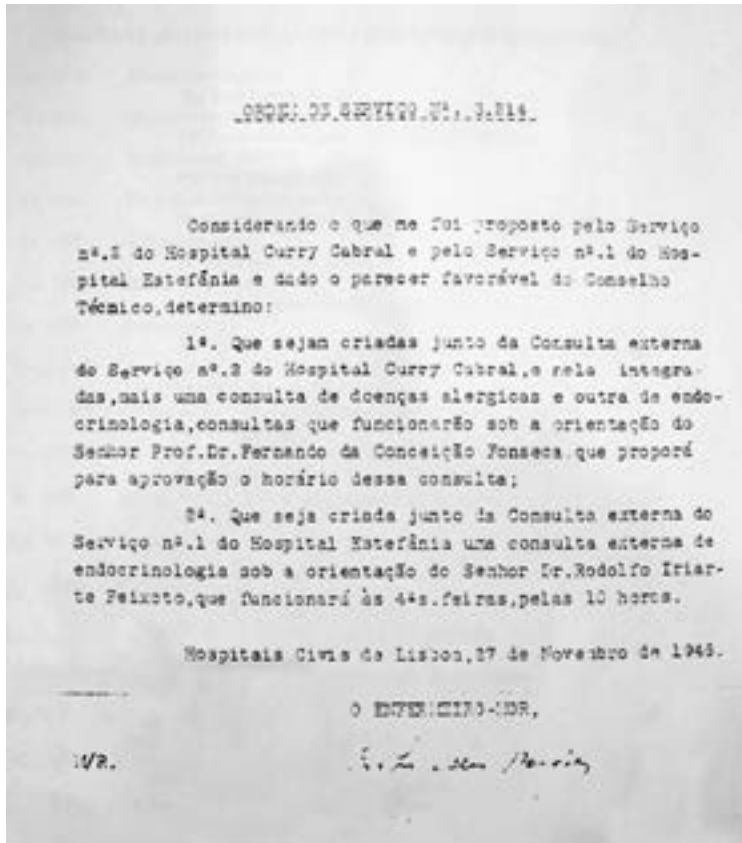 ORDEM DE SERVIÇO Nº. 3.814
Considerando o que me foi proposto pelo Serviço
nº.2 do Hospital Curry Cabral e pelo Serviço nº.1 do Hos-
pital Estefânia e dado o parecer favorável do Conselho
Técnico,determino:
1º. Que sejam criadas junto da Consulta externa
do Serviço nº.2 do Hospital Curry Cabral,e nela integra-
das,mais uma consulta de doenças alergicas e outra de endo-
crinologia,consultas que funcionarão sob a orientação do
Senhor Prof.Dr.Fernando da Conceição Fonseca,que proporá
para aprovação o horário dessa consulta;
2º. Que seja criada junto da Consulta externa do
Serviço nº.1 do Hospital Estefânia uma consulta externa de
endocrinologia sob a orientação do Senhor Dr.Rodolfo Iriar-
te Peixoto,que funcionará às 4ªs.feiras,pelas 10 horas.
Hospitais Civis de Lisboa,27 de Novembro de
O ENFERMEIRO-MOR,